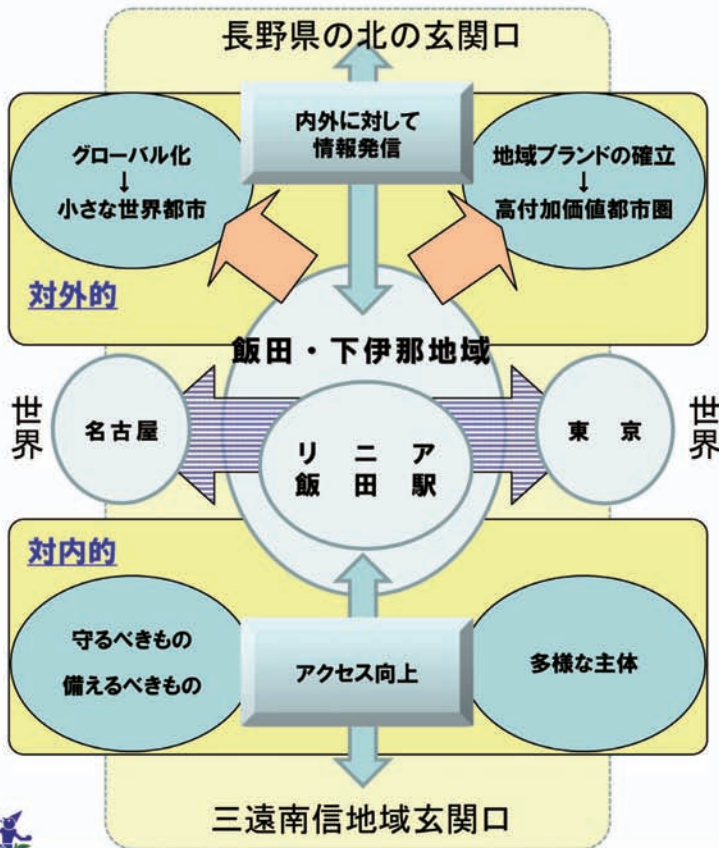 長野県の北の玄関口
内外に対して
情報発信
グローバル化
↓
小さな世界都市
地域ブランドの確立
↓
高付加価値都市圏
対外的
飯田・下伊那地域
世界
名古屋
リニア
飯田駅
東京
世界
対内的
守るべきもの
備えるべきもの
アクセス向上
多様な主体
三遠南信地域玄関口